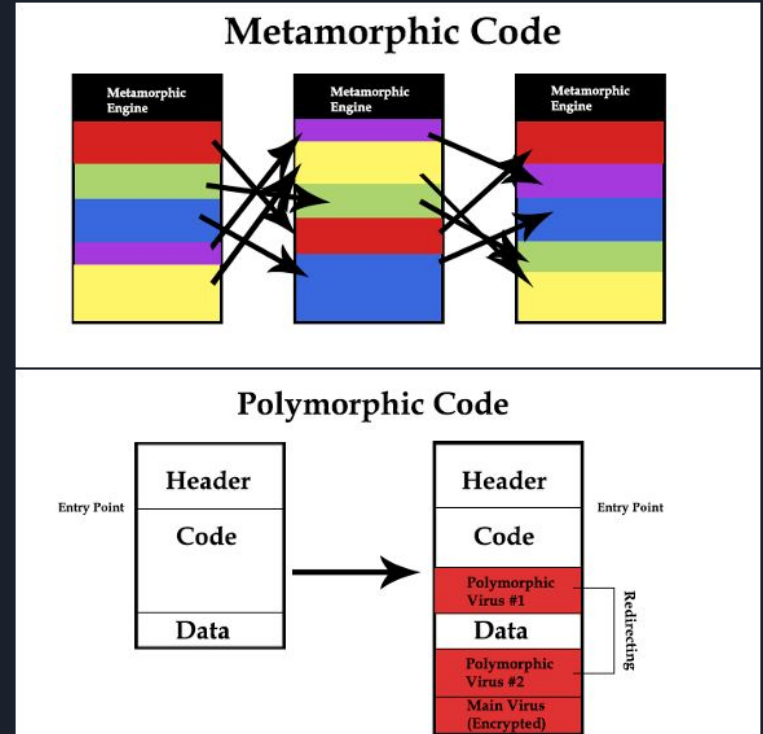 Metamorphic Code
Metamorphic
Engine
Metamorphic
Engine
Metamorphic
Engine
Polymorphic Code
Header
Entry Point
Code
Data
Header
Entry Point
Code
Polymorphic
Virus #1
Data
Polymorphic
Virus #2
Main Virus
(Encrypted)
Redirecting